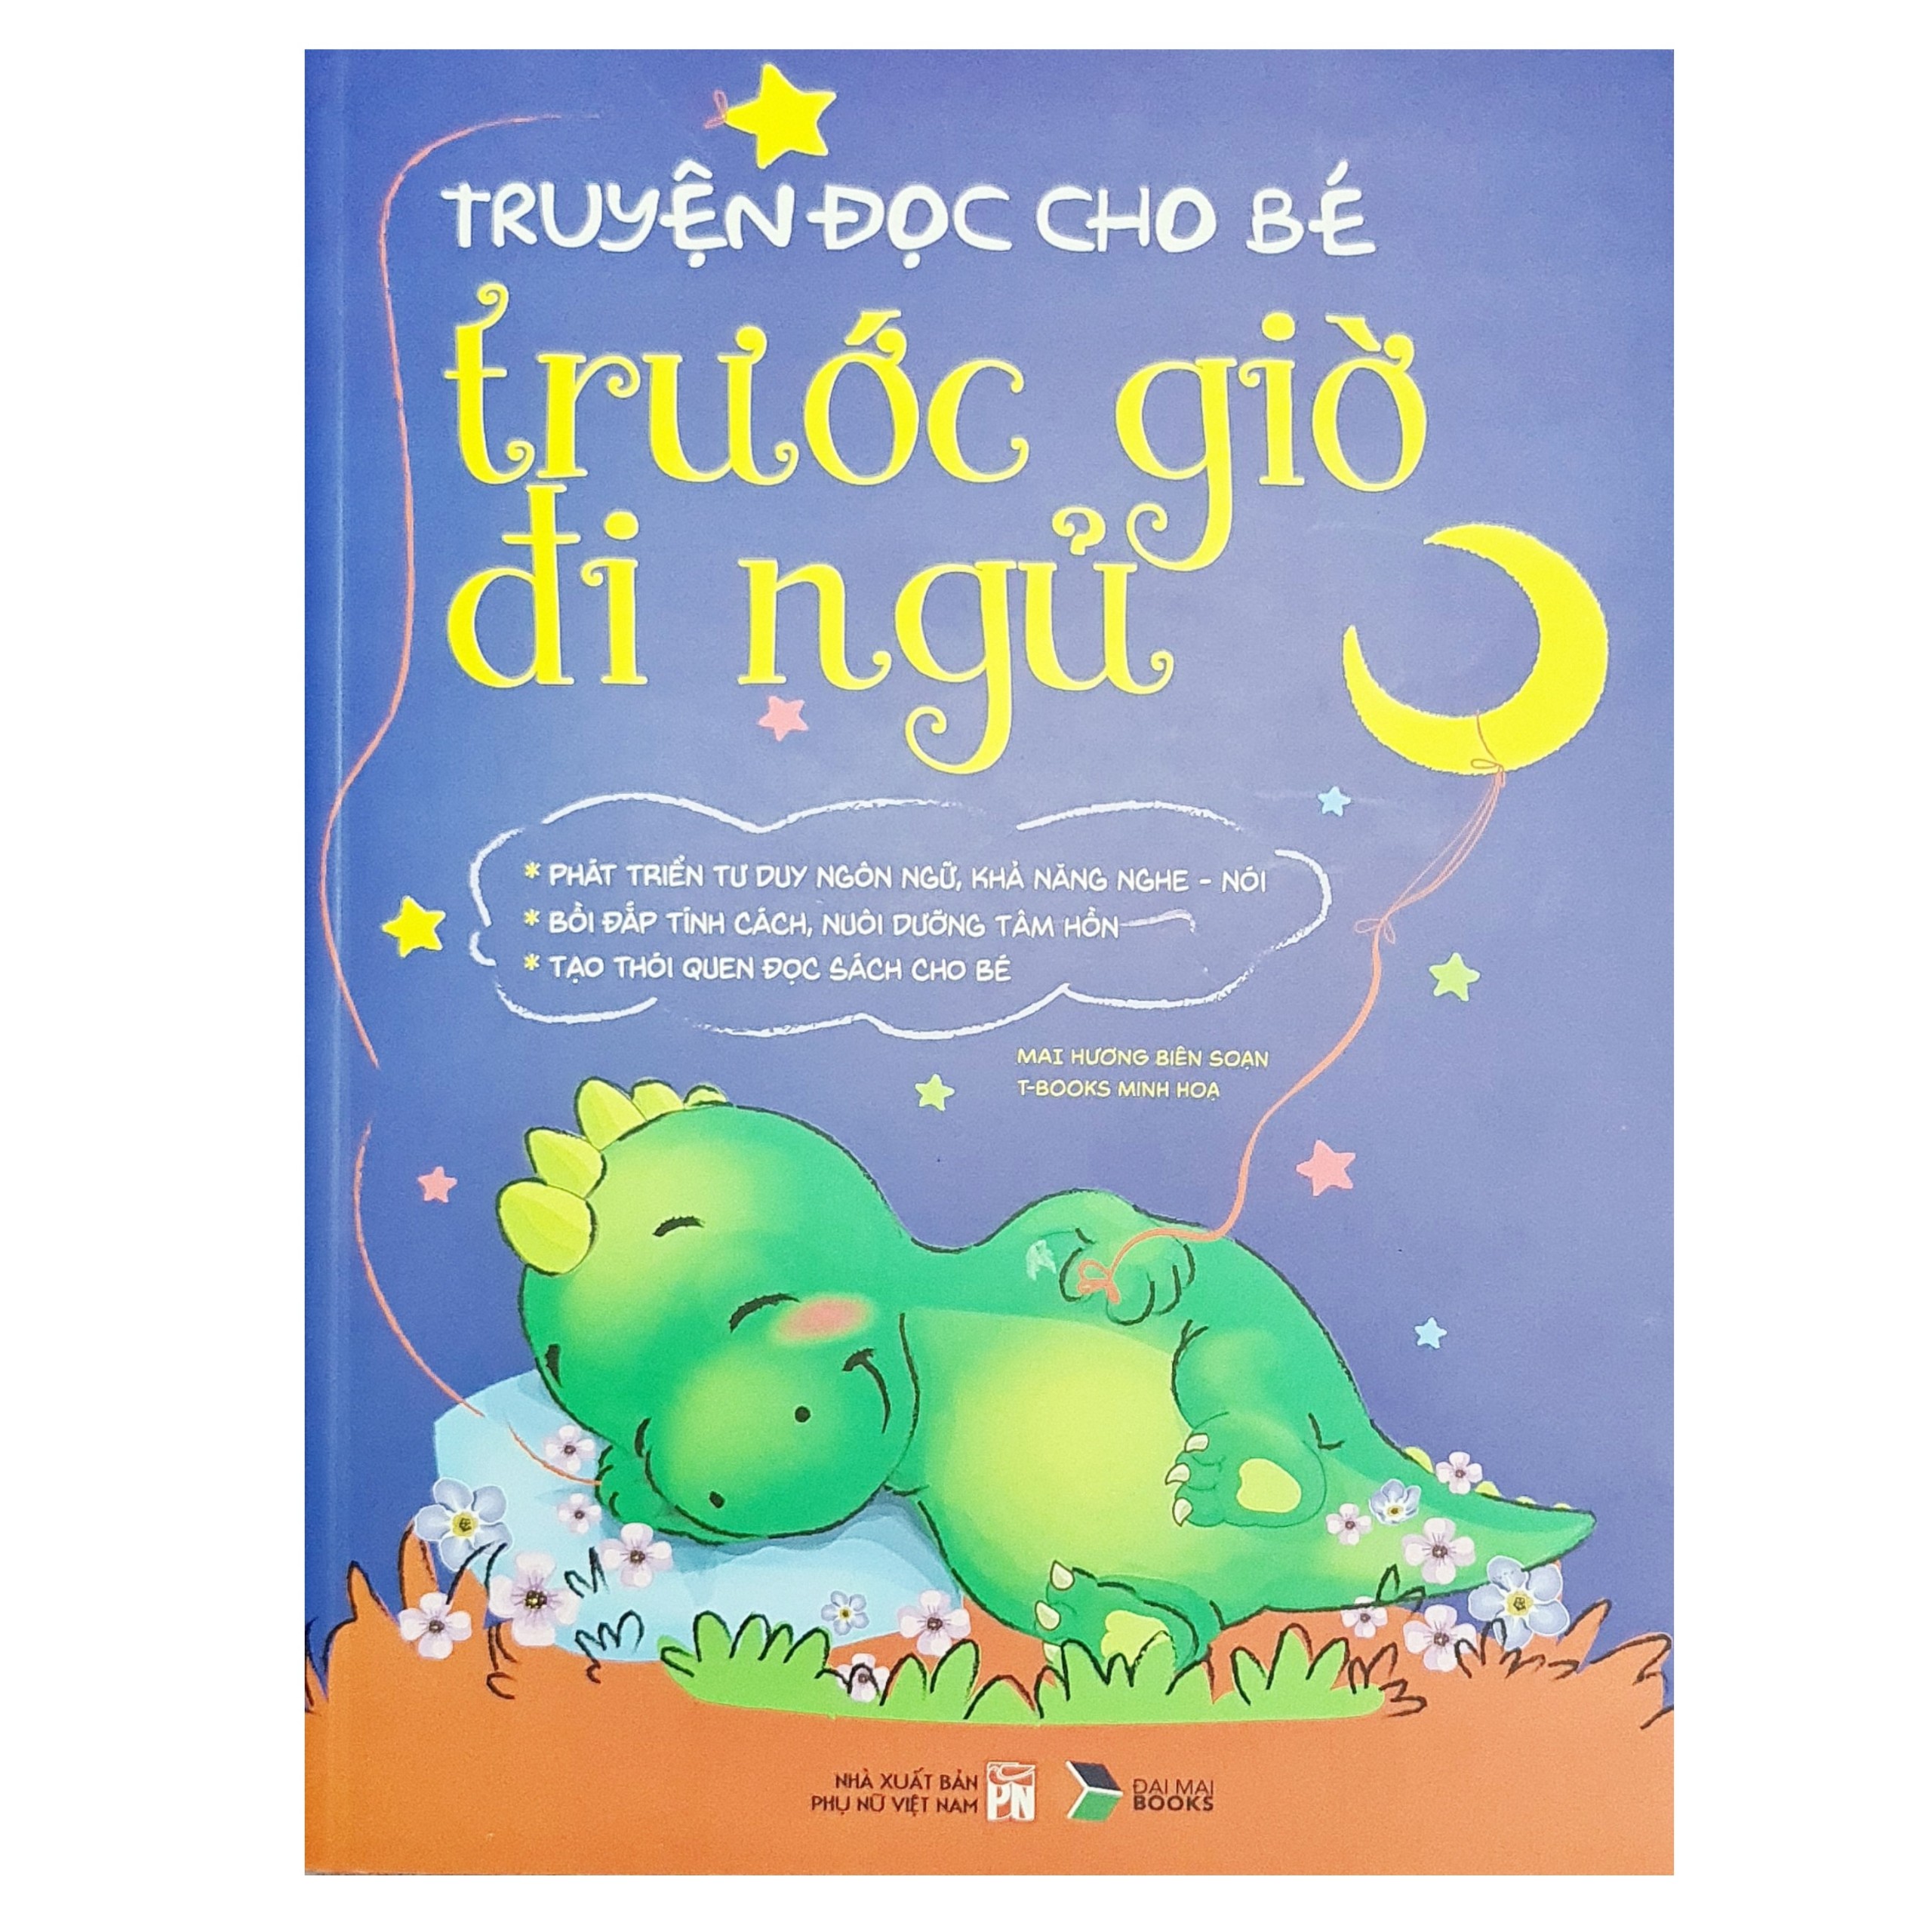 TRUYỆN ĐỌC CHO BÉ
trước giờ
đi ngủ
* PHÁT TRIỂN TƯ DUY NGÔN NGỮ, KHẢ NĂNG NGHE - NÓI
* BỒI ĐẮP TÍNH CÁCH, NUÔI DƯỠNG TÂM HỒN
* TẠO THÓI QUEN ĐỌC SÁCH CHO BÉ
MAI HƯƠNG BIÊN SOẠN
T-BOOKS MINH HOẠ
NHÀ XUẤT BẢN
PHỤ NỮ VIỆT NAM
PN
ĐẠI MAI
BOOKS